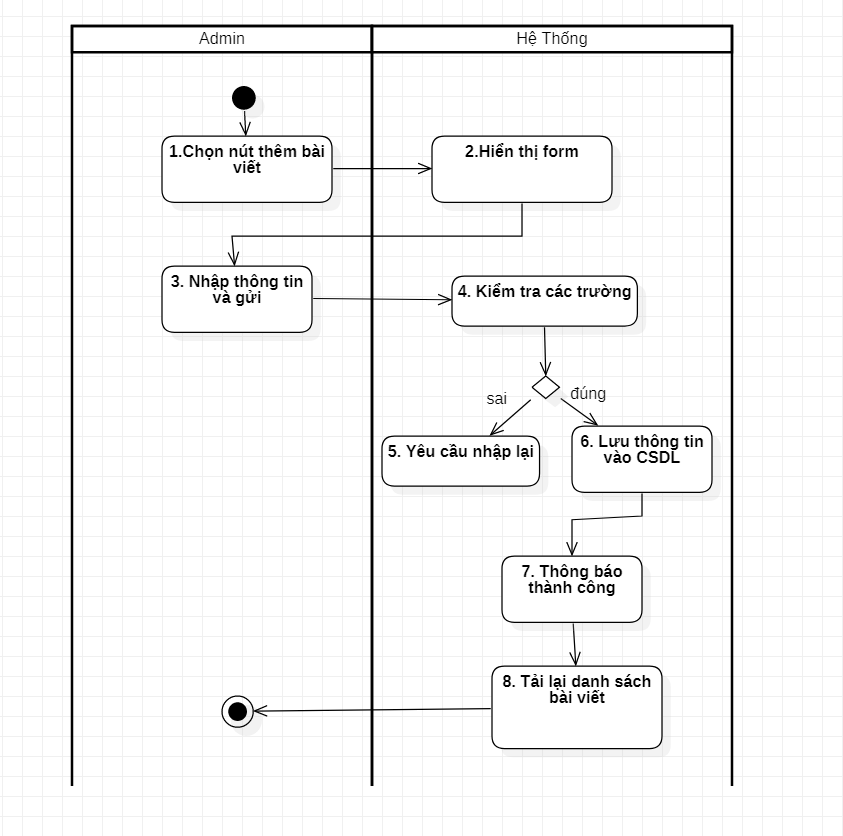 Admin
Hệ Thống
1.Chọn nút thêm bài
viết
2.Hiển thị form
3. Nhập thông tin
và gửi
4. Kiểm tra các trường
sai
đúng
5. Yêu cầu nhập lại
6. Lưu thông tin
vào CSDL
7. Thông báo
thành công
8. Tải lại danh sách
bài viết